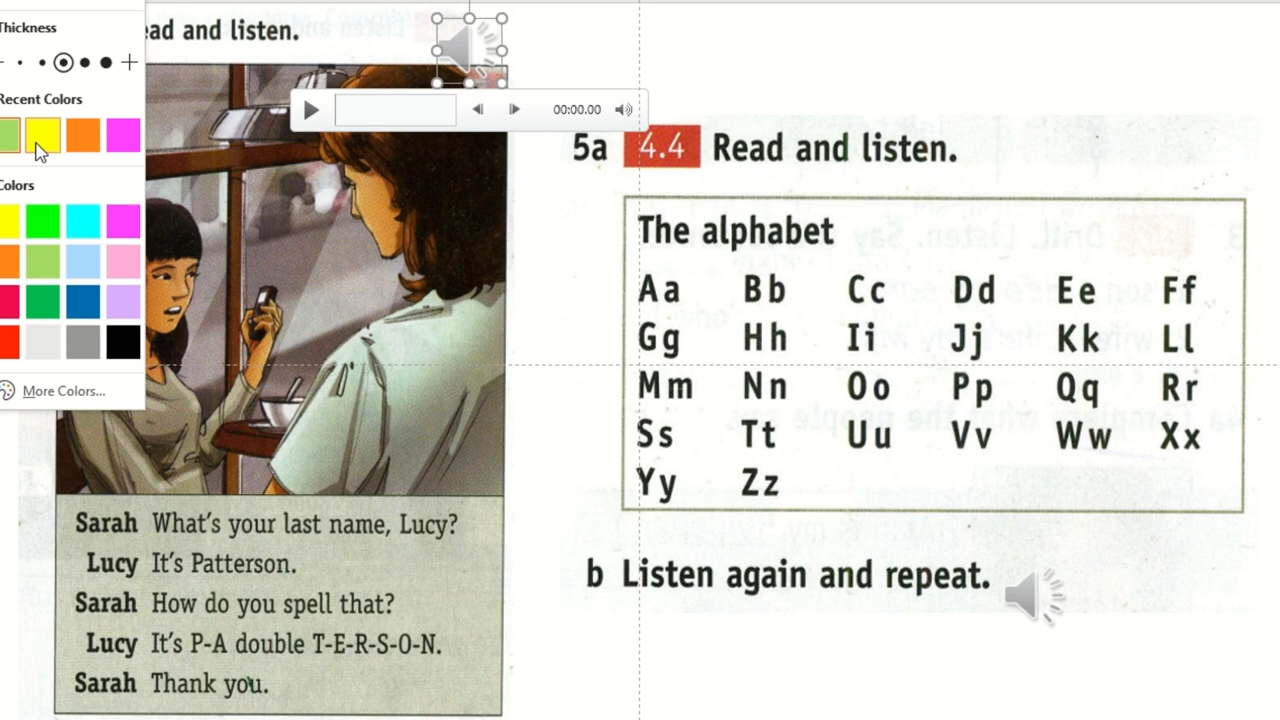 Thickness
Recent Colors
Colors
More Colors...
ead and listen.
00:00.00
Sarah What's your last name, Lucy?
Lucy It's Patterson.
Sarah How do you spell that?
Lucy It's P-A double T-E-R-S-O-N.
Sarah Thank you.
5a 4.4 Read and listen.
The alphabet
Aa Bb Cc Dd Ee Ff
Gg Hh Ii Jj Kk Ll
Mm Nn Oo Pp Qq Rr
Ss Tt Uu Vv Ww Xx
Yy Zz
b Listen again and repeat.